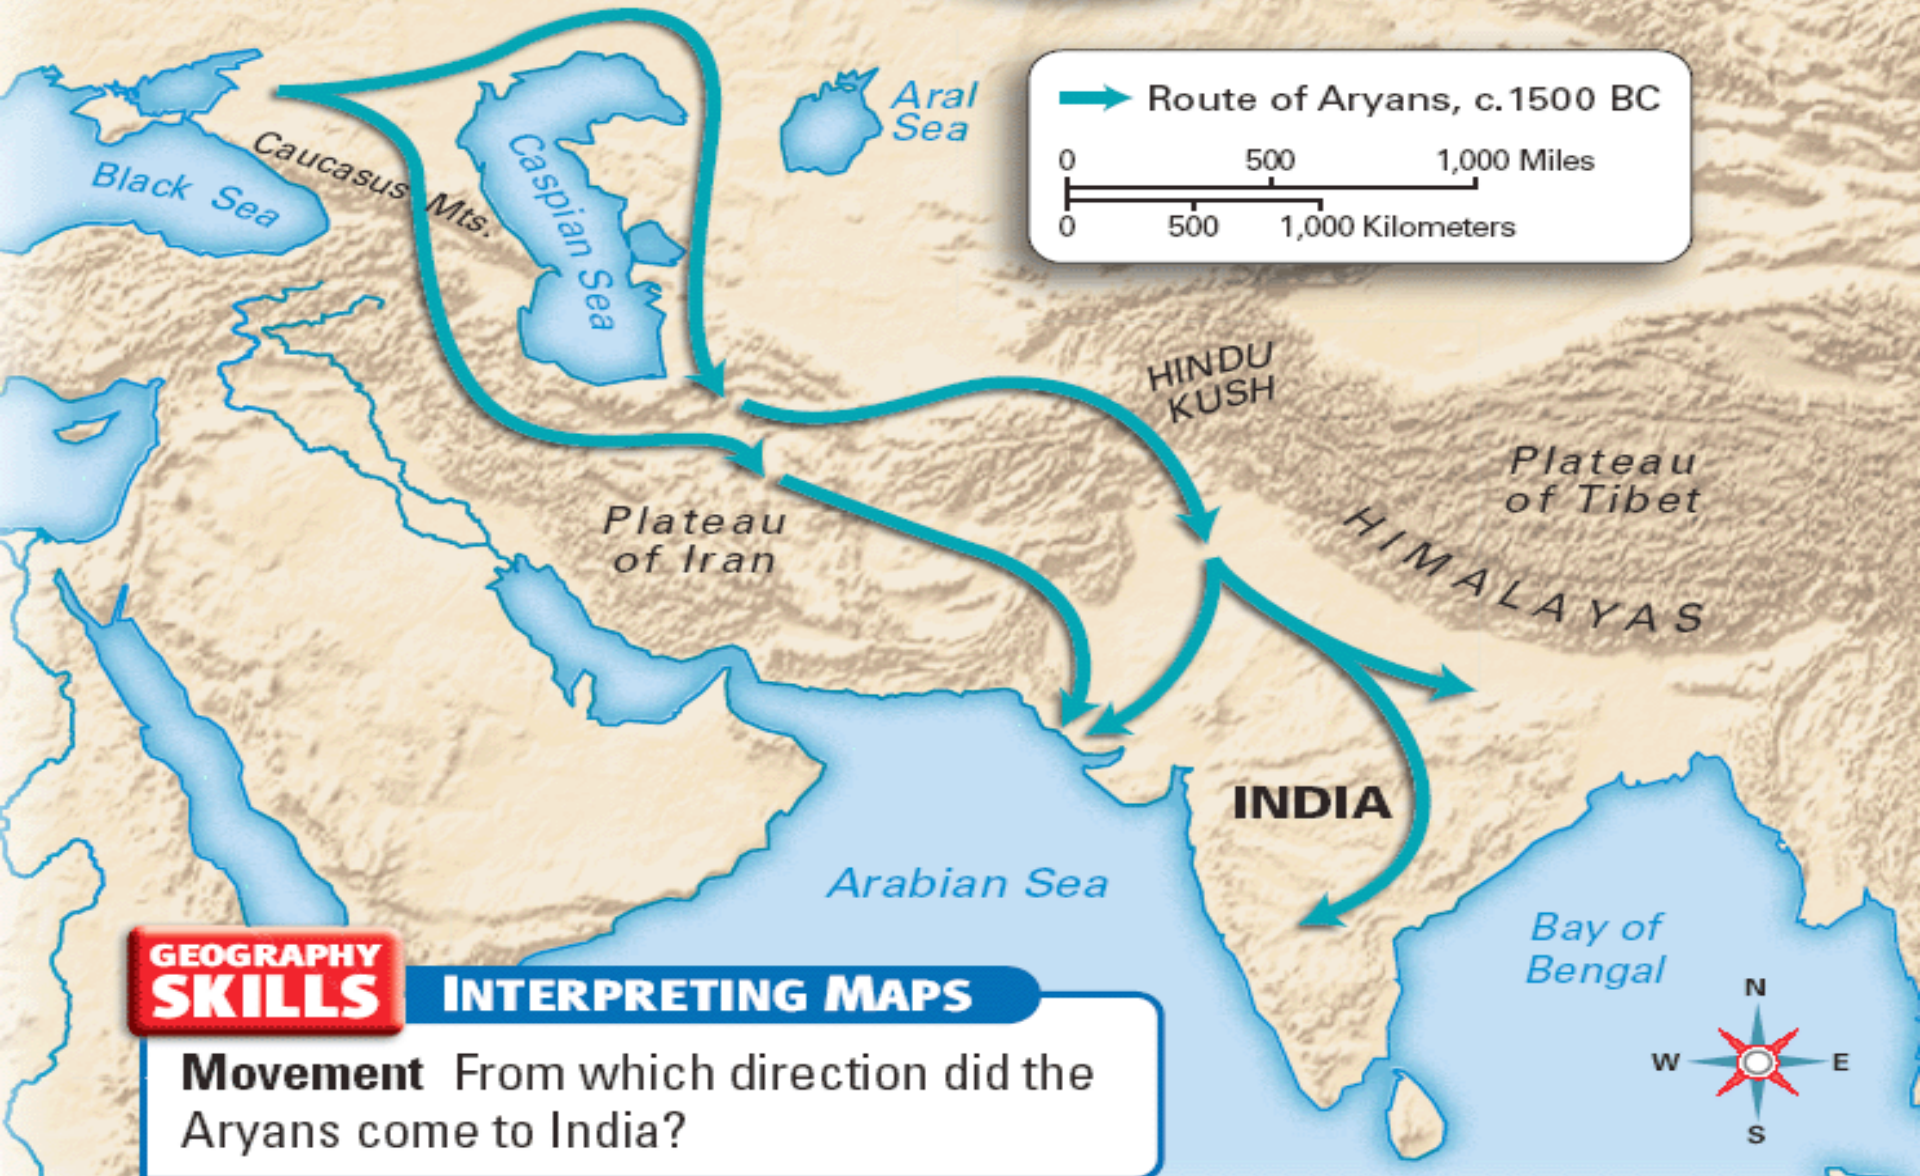 Aral
Sea
Route of Aryans, c.1500 BC
0 500 1,000 Miles
0 500 1,000 Kilometers
Black Sea
Caucasus Mts.
Caspian Sea
HINDU
KUSH
Plateau
of Tibet
Plateau
of Iran
HIMALAYAS
INDIA
Arabian Sea
Bay of
Bengal
N
W E
S
GEOGRAPHY
SKILLS
INTERPRETING MAPS
Movement From which direction did the
Aryans come to India?